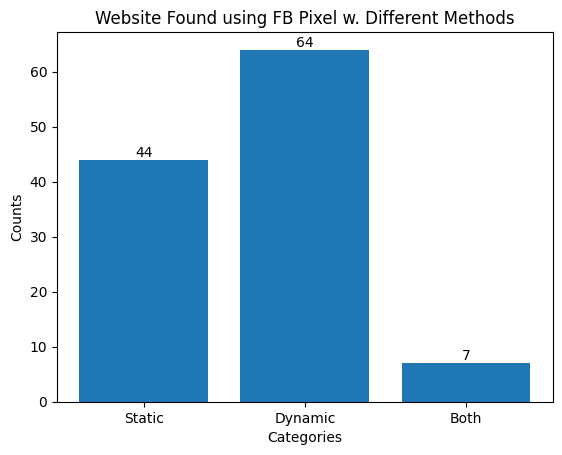 Website Found using FB Pixel w. Different Methods
64
60
50
44
40
30
20
10
7
0
Counts
Static
Dynamic
Both
Categories